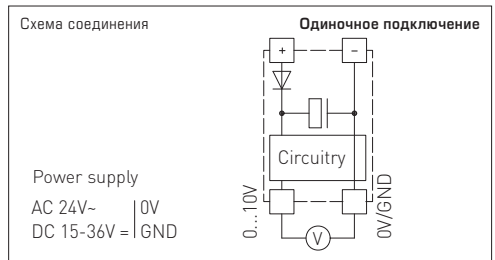 Схема соединения
Одиночное подключение
+ −
Circuitry
Power supply
AC 24V~ | 0V
DC 15-36V = | GND
0...10V
0V/GND
V